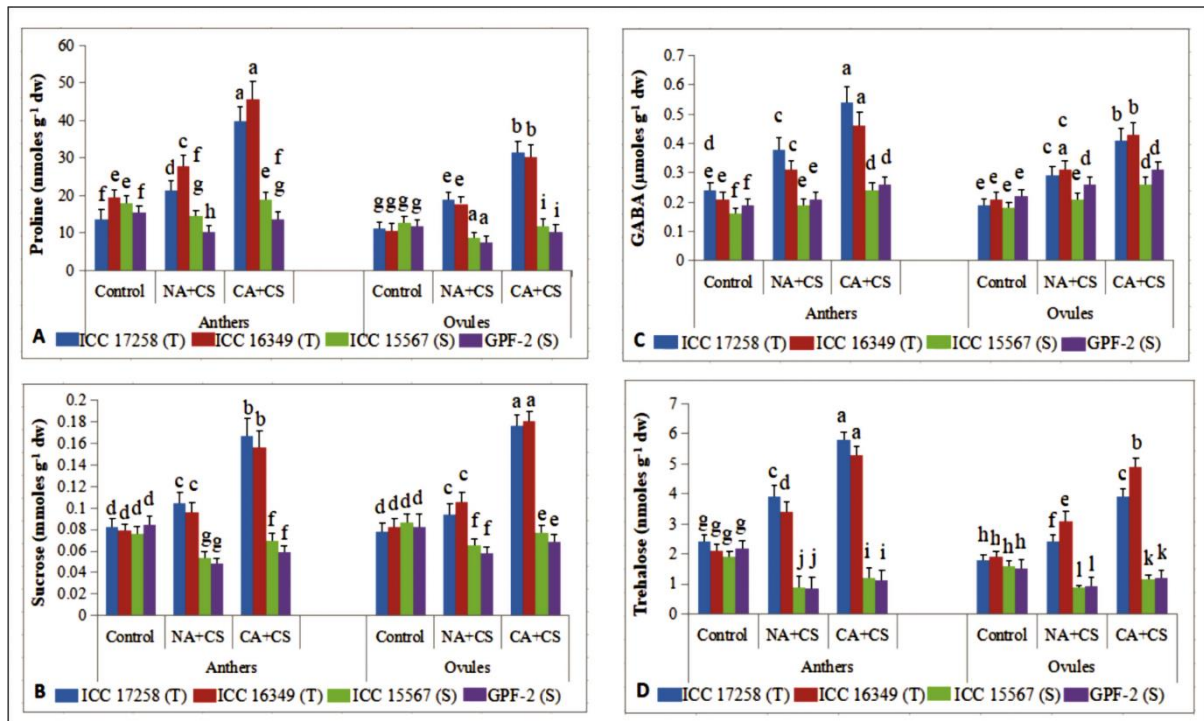 Proline (nmoles g⁻¹ dw)
60
50
40
30
20
10
0
f e e f
d c f g h
a a e f g
g g g g
e e a a
b b i i
Control NA+CS CA+CS Control NA+CS CA+CS
Anthers Ovules
A ICC 17258 (T) ICC 16349 (T) ICC 15567 (S) GPF-2 (S)
GABA (µmoles g⁻¹ dw)
0.7
0.6
0.5
0.4
0.3
0.2
0.1
0
d
e e f f
c c e e
a a d d
e e e e
c
c a e d
b b d d
Control NA+CS CA+CS Control NA+CS CA+CS
Anthers Ovules
C ICC 17258 (T) ICC 16349 (T) ICC 15567 (S) GPF-2 (S)
Sucrose (mmoles g⁻¹ dw)
0.2
0.18
0.16
0.14
0.12
0.1
0.08
0.06
0.04
0.02
0
d d d d
c c g g
b b f f
d d d d
c c f f
a a e e
Control NA+CS CA+CS Control NA+CS CA+CS
Anthers Ovules
B ICC 17258 (T) ICC 16349 (T) ICC 15567 (S) GPF-2 (S)
Trehalose (nmoles g⁻¹ dw)
7
6
5
4
3
2
1
0
g g g g
c d j j
a a i i
h h h h
f e l l
c b k k
Control NA+CS CA+CS Control NA+CS CA+CS
Anthers Ovules
D ICC 17258 (T) ICC 16349 (T) ICC 15567 (S) GPF-2 (S)